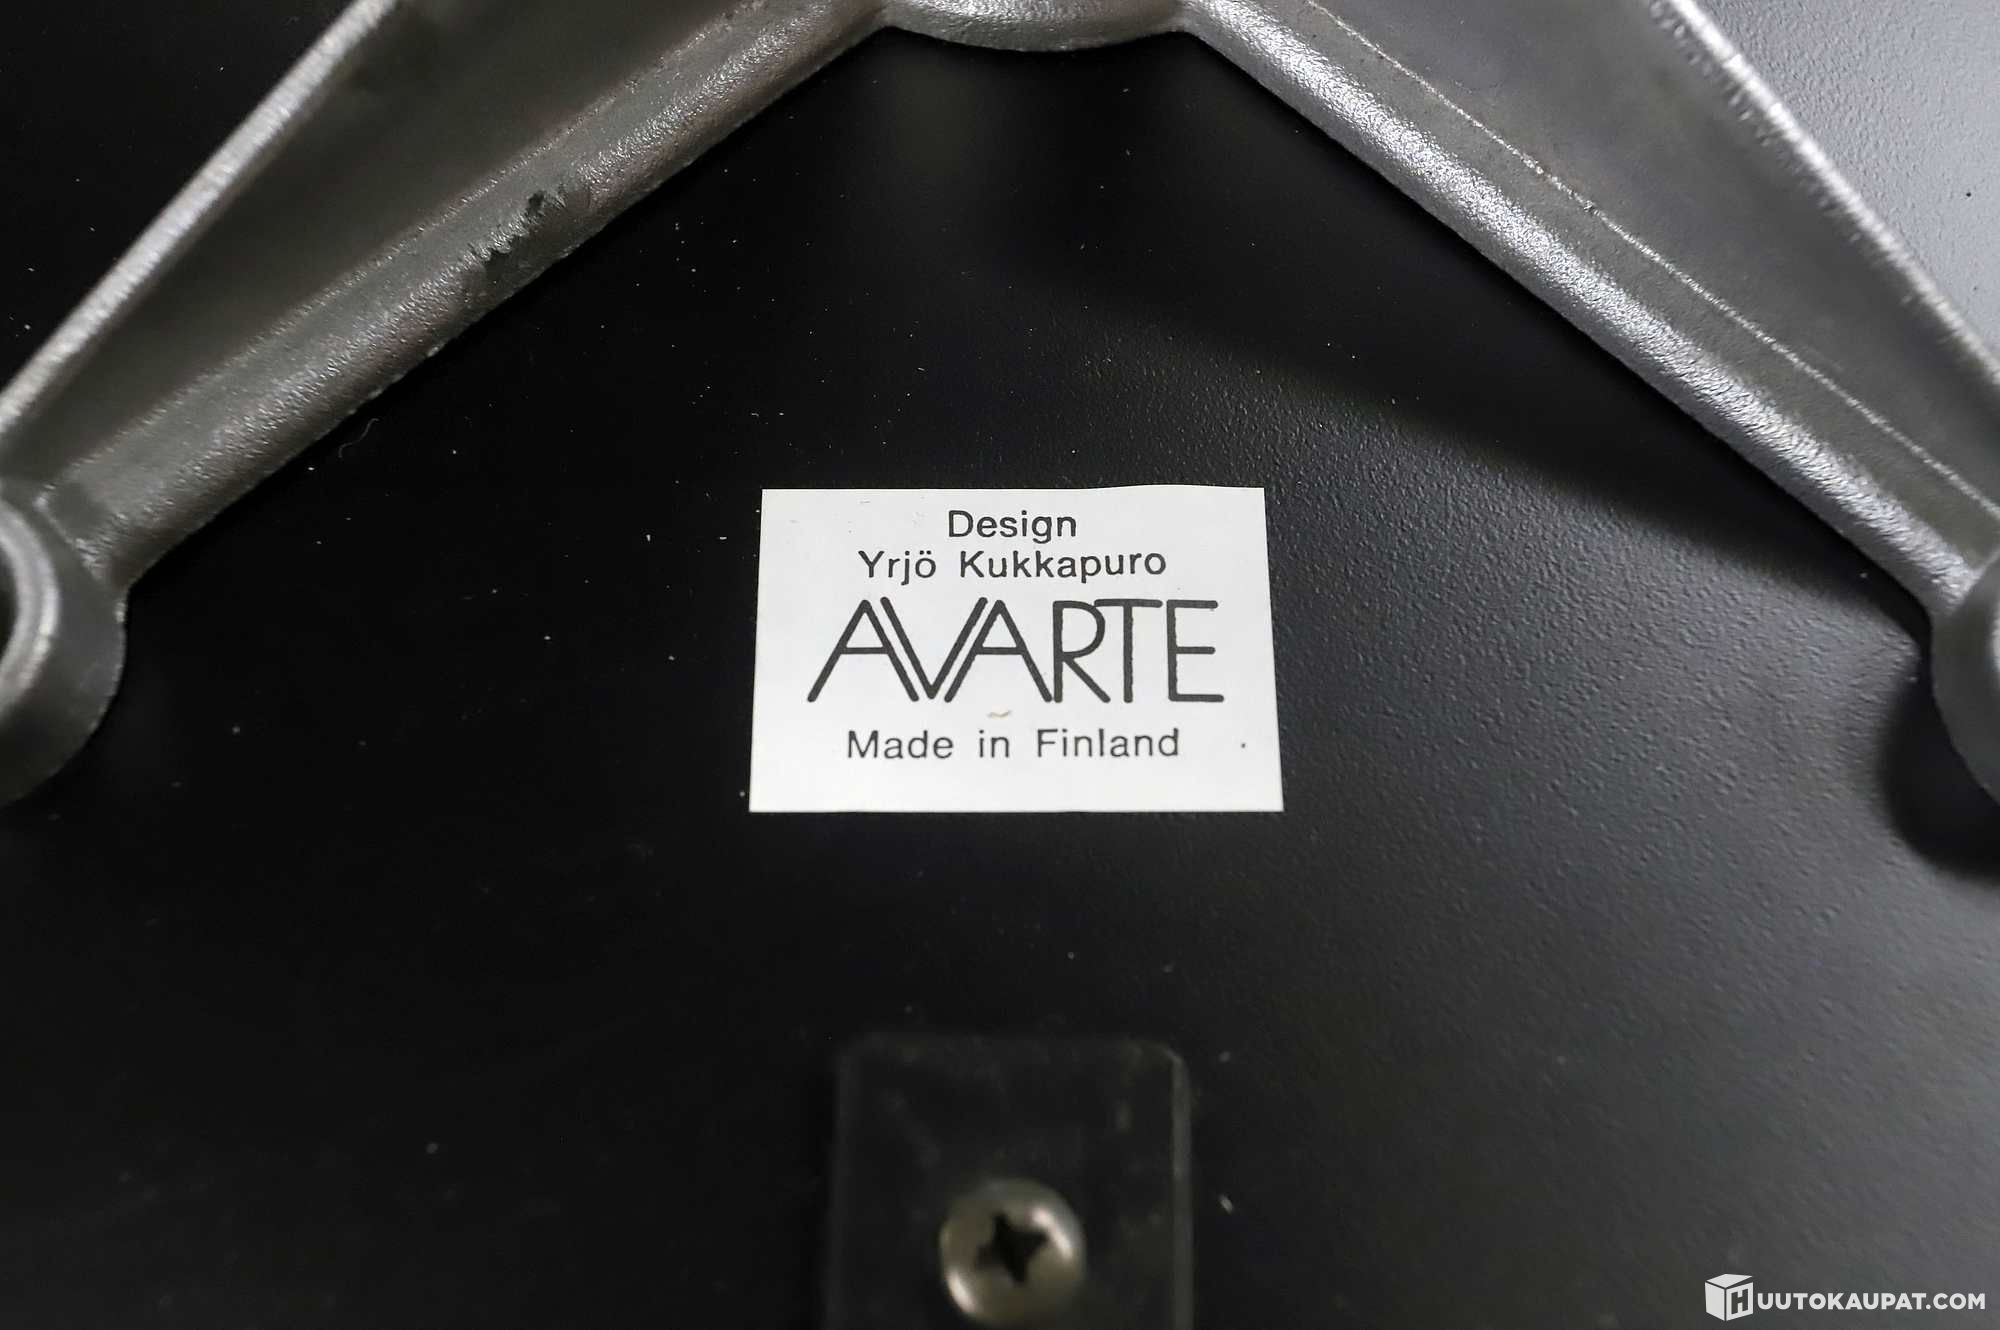 Design
Yrjö Kukkapuro
AVARTE
Made in Finland
HUUTOKAUPAT.COM